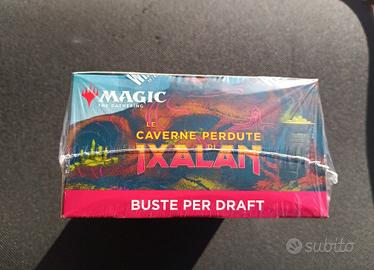 MAGIC
THE GATHERING
LE
CAVERNE PERDUTE
DI
IXALAN
BUSTE PER DRAFT
subito